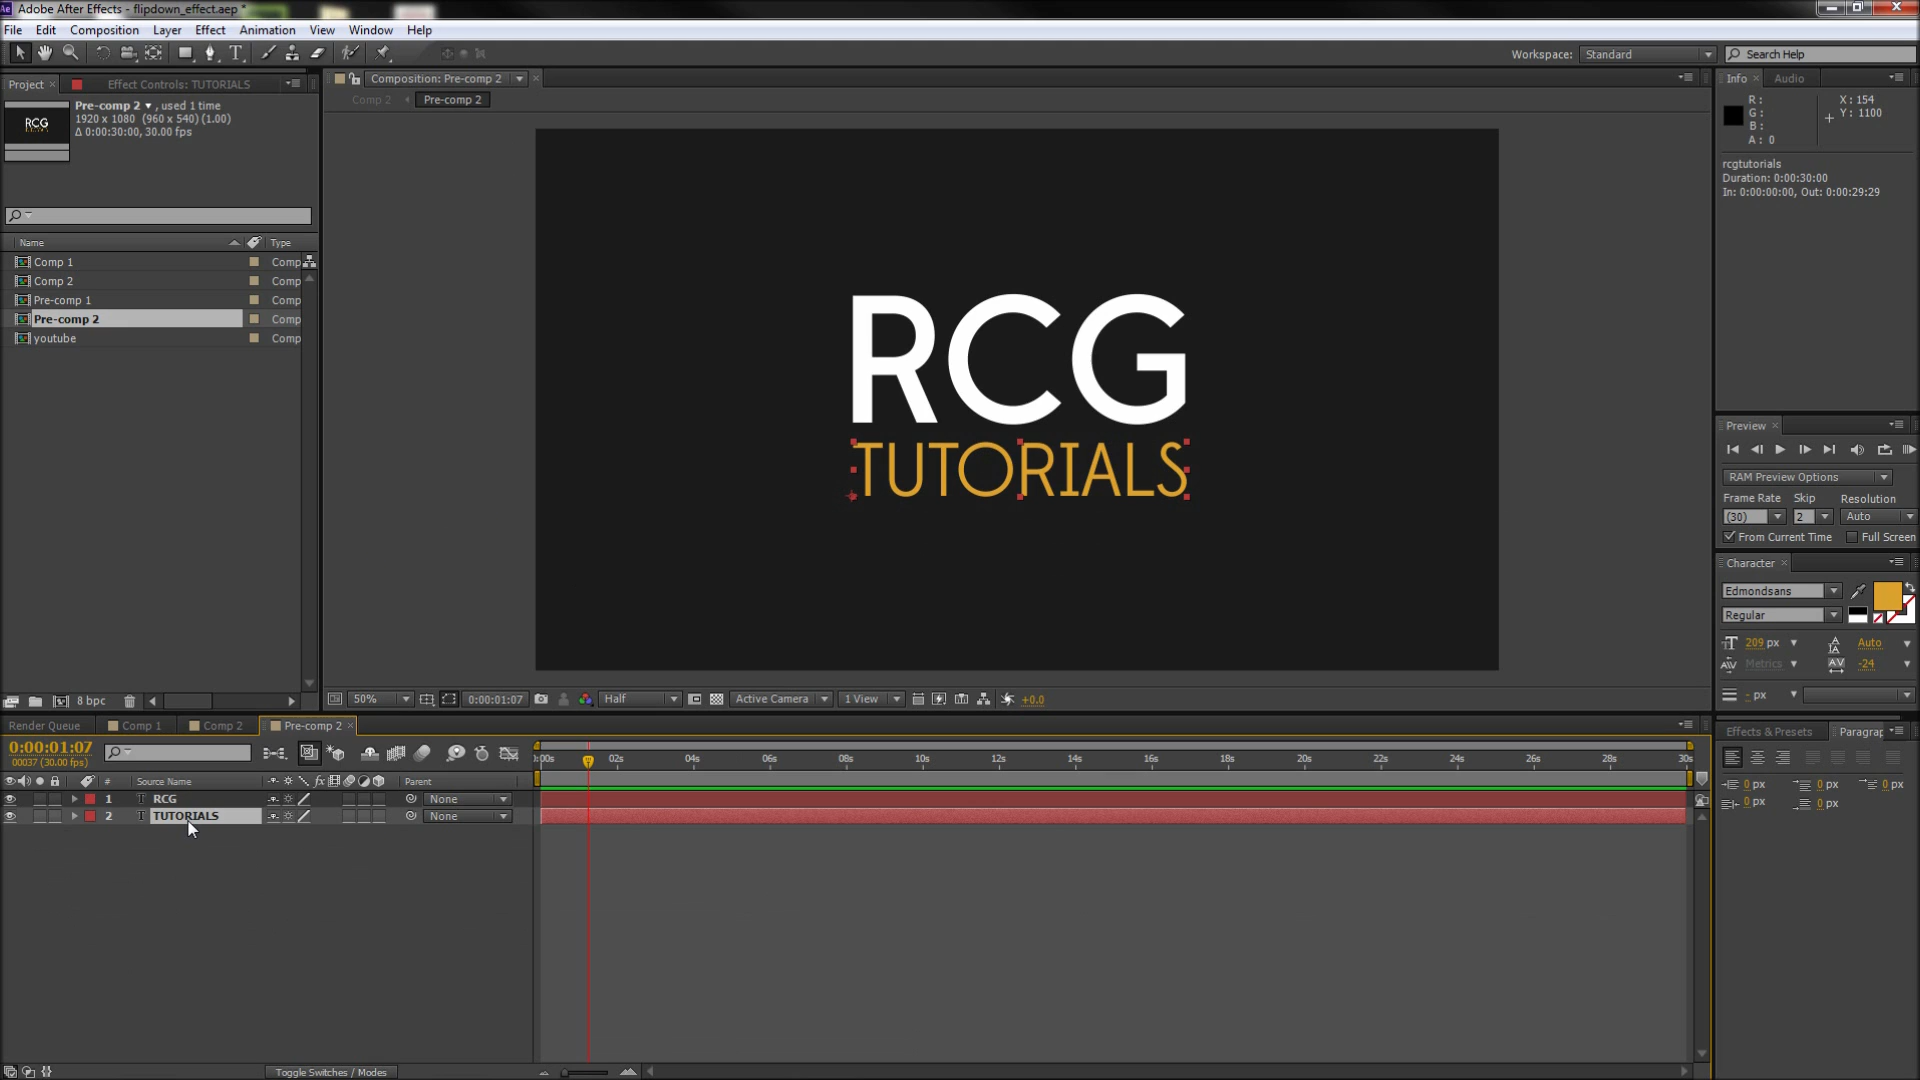 Adobe After Effects - flipdown_effect.aep *
File Edit Composition Layer Effect Animation View Window Help
Workspace: Standard Search Help
Project Effect Controls: TUTORIALS
Pre-comp 2 , used 1 time
1920 x 1080 (960 x 540) (1.00)
Δ 0:00:30:00, 30.00 fps
RCG
Name Type
Comp 1 Comp
Comp 2 Comp
Pre-comp 1 Comp
Pre-comp 2 Comp
youtube Comp
8 bpc
Composition: Pre-comp 2
Comp 2 Pre-comp 2
RCG
TUTORIALS
50% 0:00:01:07 Half Active Camera 1 View +0.0
Info Audio
R: X: 154
G: Y: 1100
B:
A: 0
rcgtutorials
Duration: 0:00:30:00
In: 0:00:00:00, Out: 0:00:29:29
Preview
RAM Preview Options
Frame Rate Skip Resolution
(30) 2 Auto
From Current Time Full Screen
Character
Edmondsans
Regular
209 px Auto
Metrics -24
- px
Effects & Presets Paragrap
0 px 0 px 0 px
0 px 0 px
Render Queue Comp 1 Comp 2 Pre-comp 2
0:00:01:07
00037 (30.00 fps)
# Source Name Parent
1 RCG None
2 TUTORIALS None
:00s 02s 04s 06s 08s 10s 12s 14s 16s 18s 20s 22s 24s 26s 28s 30s
Toggle Switches / Modes